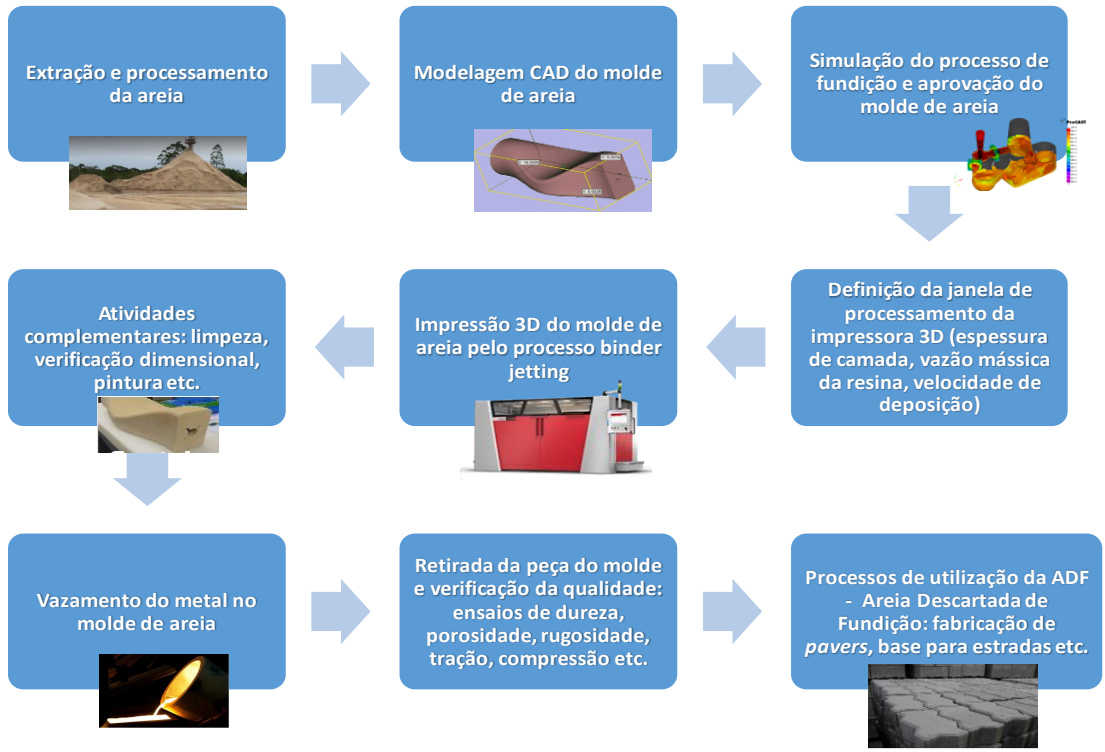 Extração e processamento
da areia
Modelagem CAD do molde
de areia
Simulação do processo de
fundição e aprovação do
molde de areia
ProCAST
Definição da janela de
processamento da
impressora 3D (espessura
de camada, vazão mássica
da resina, velocidade de
deposição)
Impressão 3D do molde de
areia pelo processo binder
jetting
Atividades
complementares: limpeza,
verificação dimensional,
pintura etc.
Vazamento do metal no
molde de areia
Retirada da peça do molde
e verificação da qualidade:
ensaios de dureza,
porosidade, rugosidade,
tração, compressão etc.
Processos de utilização da ADF
- Areia Descartada de
Fundição: fabricação de
pavers, base para estradas etc.